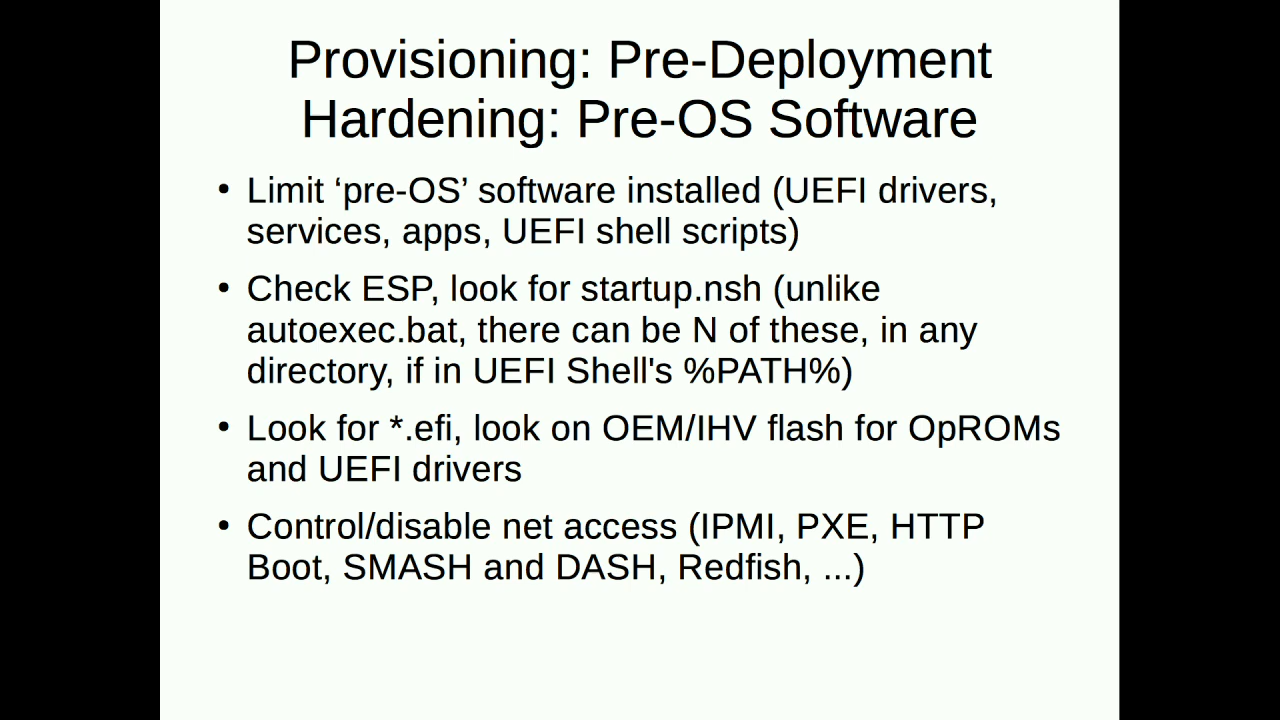 Provisioning: Pre-Deployment
Hardening: Pre-OS Software
• Limit ‘pre-OS’ software installed (UEFI drivers,
services, apps, UEFI shell scripts)
• Check ESP, look for startup.nsh (unlike
autoexec.bat, there can be N of these, in any
directory, if in UEFI Shell's %PATH%)
• Look for *.efi, look on OEM/IHV flash for OpROMs
and UEFI drivers
• Control/disable net access (IPMI, PXE, HTTP
Boot, SMASH and DASH, Redfish, ...)